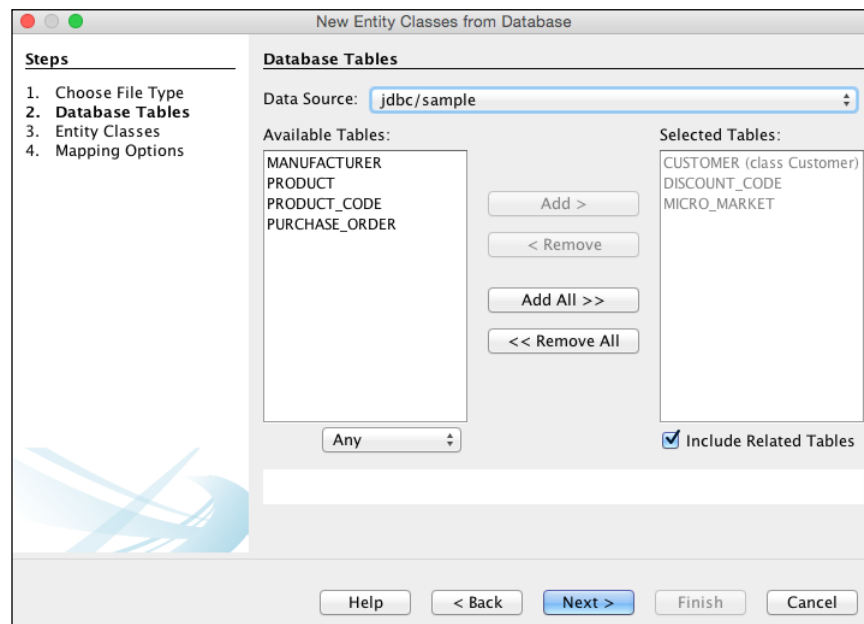 New Entity Classes from Database
Steps
1. Choose File Type
2. Database Tables
3. Entity Classes
4. Mapping Options
Database Tables
Data Source: jdbc/sample
Available Tables:
MANUFACTURER
PRODUCT
PRODUCT_CODE
PURCHASE_ORDER
Any
Add >
< Remove
Add All >>
<< Remove All
Selected Tables:
CUSTOMER (class Customer)
DISCOUNT_CODE
MICRO_MARKET
Include Related Tables
Help
< Back
Next >
Finish
Cancel